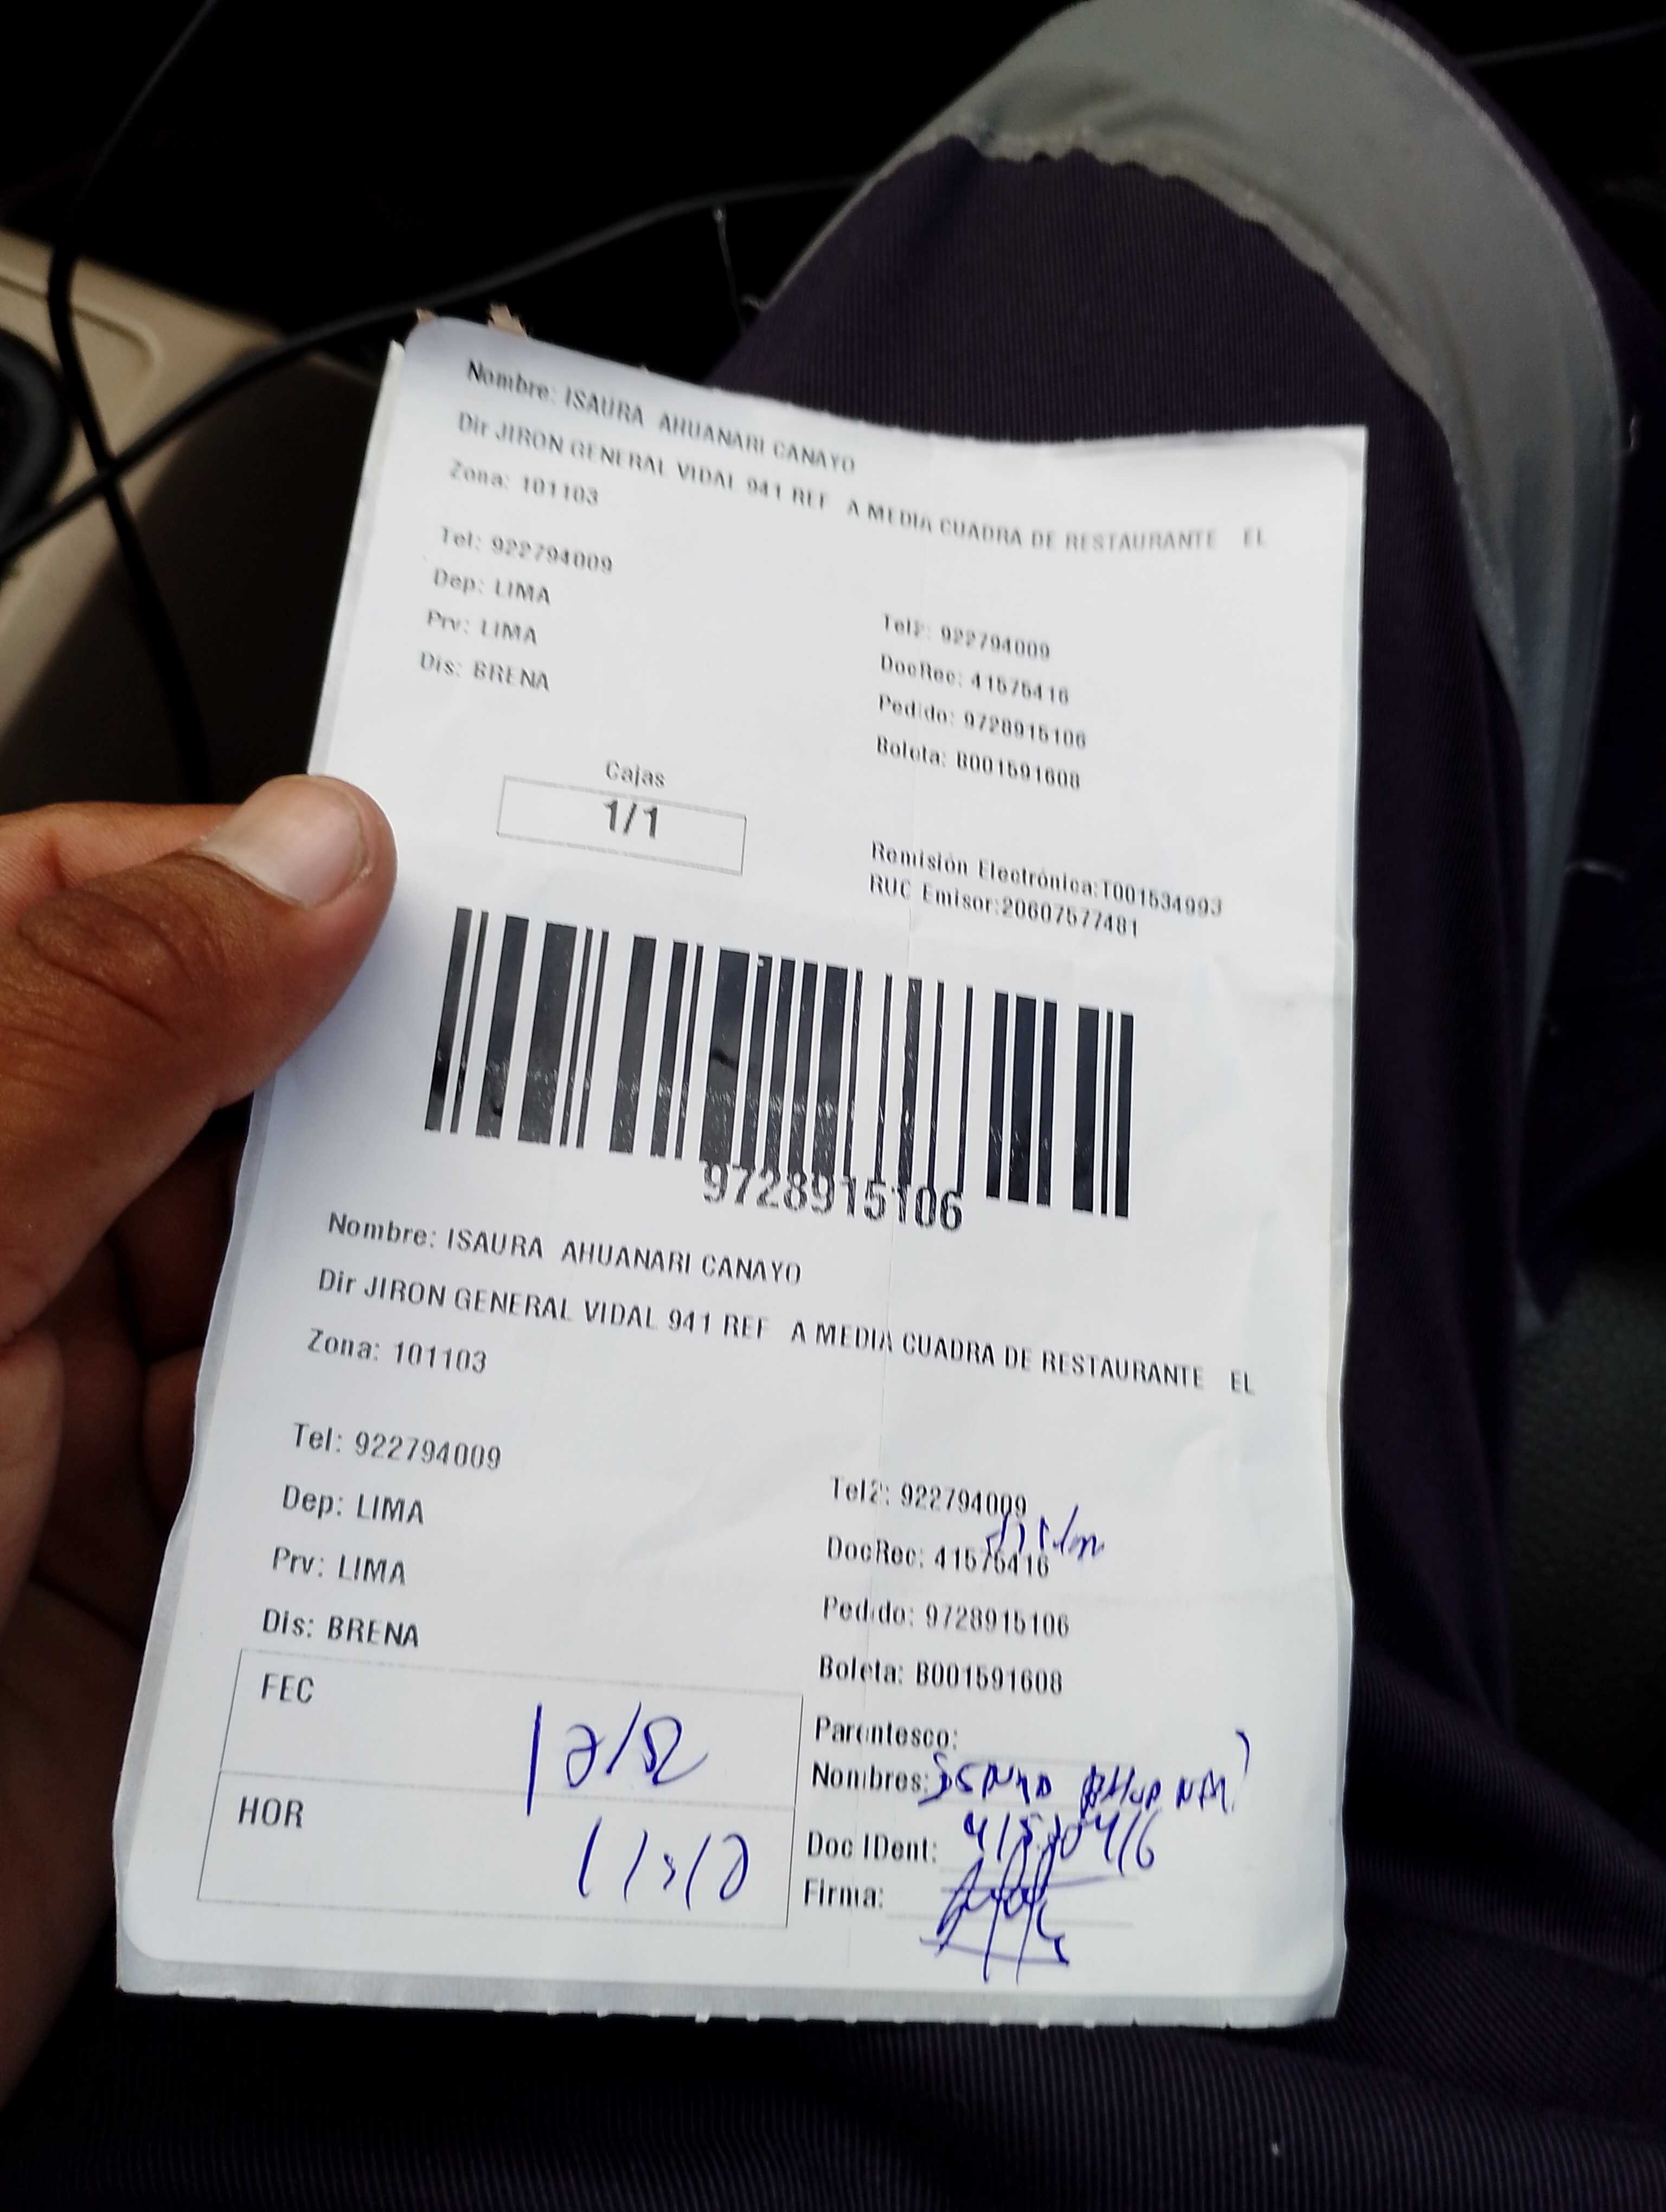 Nombre: ISAURA AHUANARI CANAYO
Dir JIRON GENERAL VIDAL 941 REF A MEDIA CUADRA DE RESTAURANTE EL
Zona: 101103
Tel: 922794009
Dep: LIMA
Prv: LIMA
Dis: BRENA
Tel2: 922794009
DocRec: 41575416
Pedido: 9728915106
Boleta: B001591608
Cajas
1/1
Remisión Electrónica:T001534993
RUC Emisor:20607577481
9728915106
Nombre: ISAURA AHUANARI CANAYO
Dir JIRON GENERAL VIDAL 941 REF A MEDIA CUADRA DE RESTAURANTE EL
Zona: 101103
Tel: 922794009
Dep: LIMA
Prv: LIMA
Dis: BRENA
Tel2: 922794009
DocRec: 41575416
Pedido: 9728915106
Boleta: B001591608
FEC
HOR
Parentesco:
Nombres:
Doc IDent:
Firma: